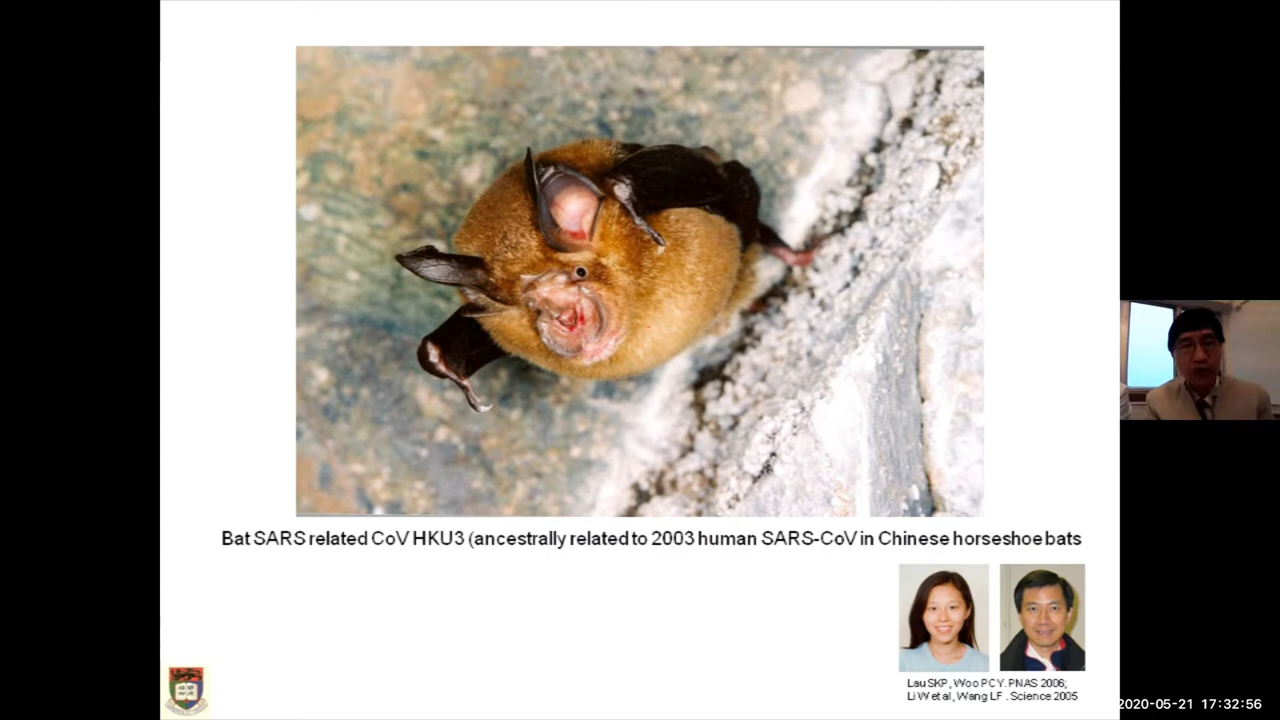 Bat SARS related CoV HKU3 (ancestrally related to 2003 human SARS-CoV in Chinese horseshoe bats
Lau SKP, Woo PCY. PNAS 2006;
Li W et al, Wang LF . Science 2005
2020-05-21 17:32:56